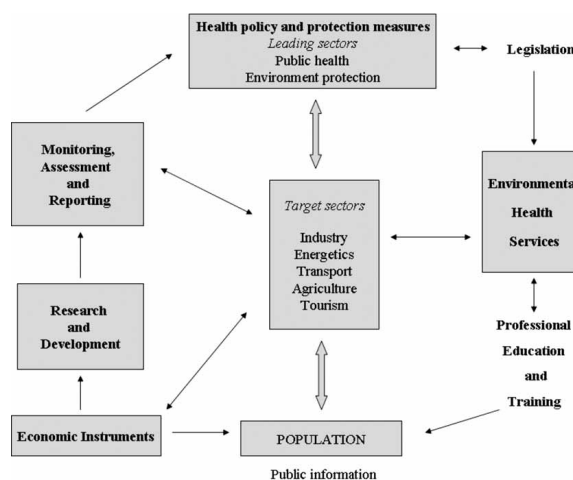 Health policy and protection measures
Leading sectors
Public health
Environment protection
Legislation
Monitoring,
Assessment
and
Reporting
Target sectors
Industry
Energetics
Transport
Agriculture
Tourism
Environmental
Health
Services
Research
and
Development
Professional
Education
and
Training
Economic Instruments
POPULATION
Public information